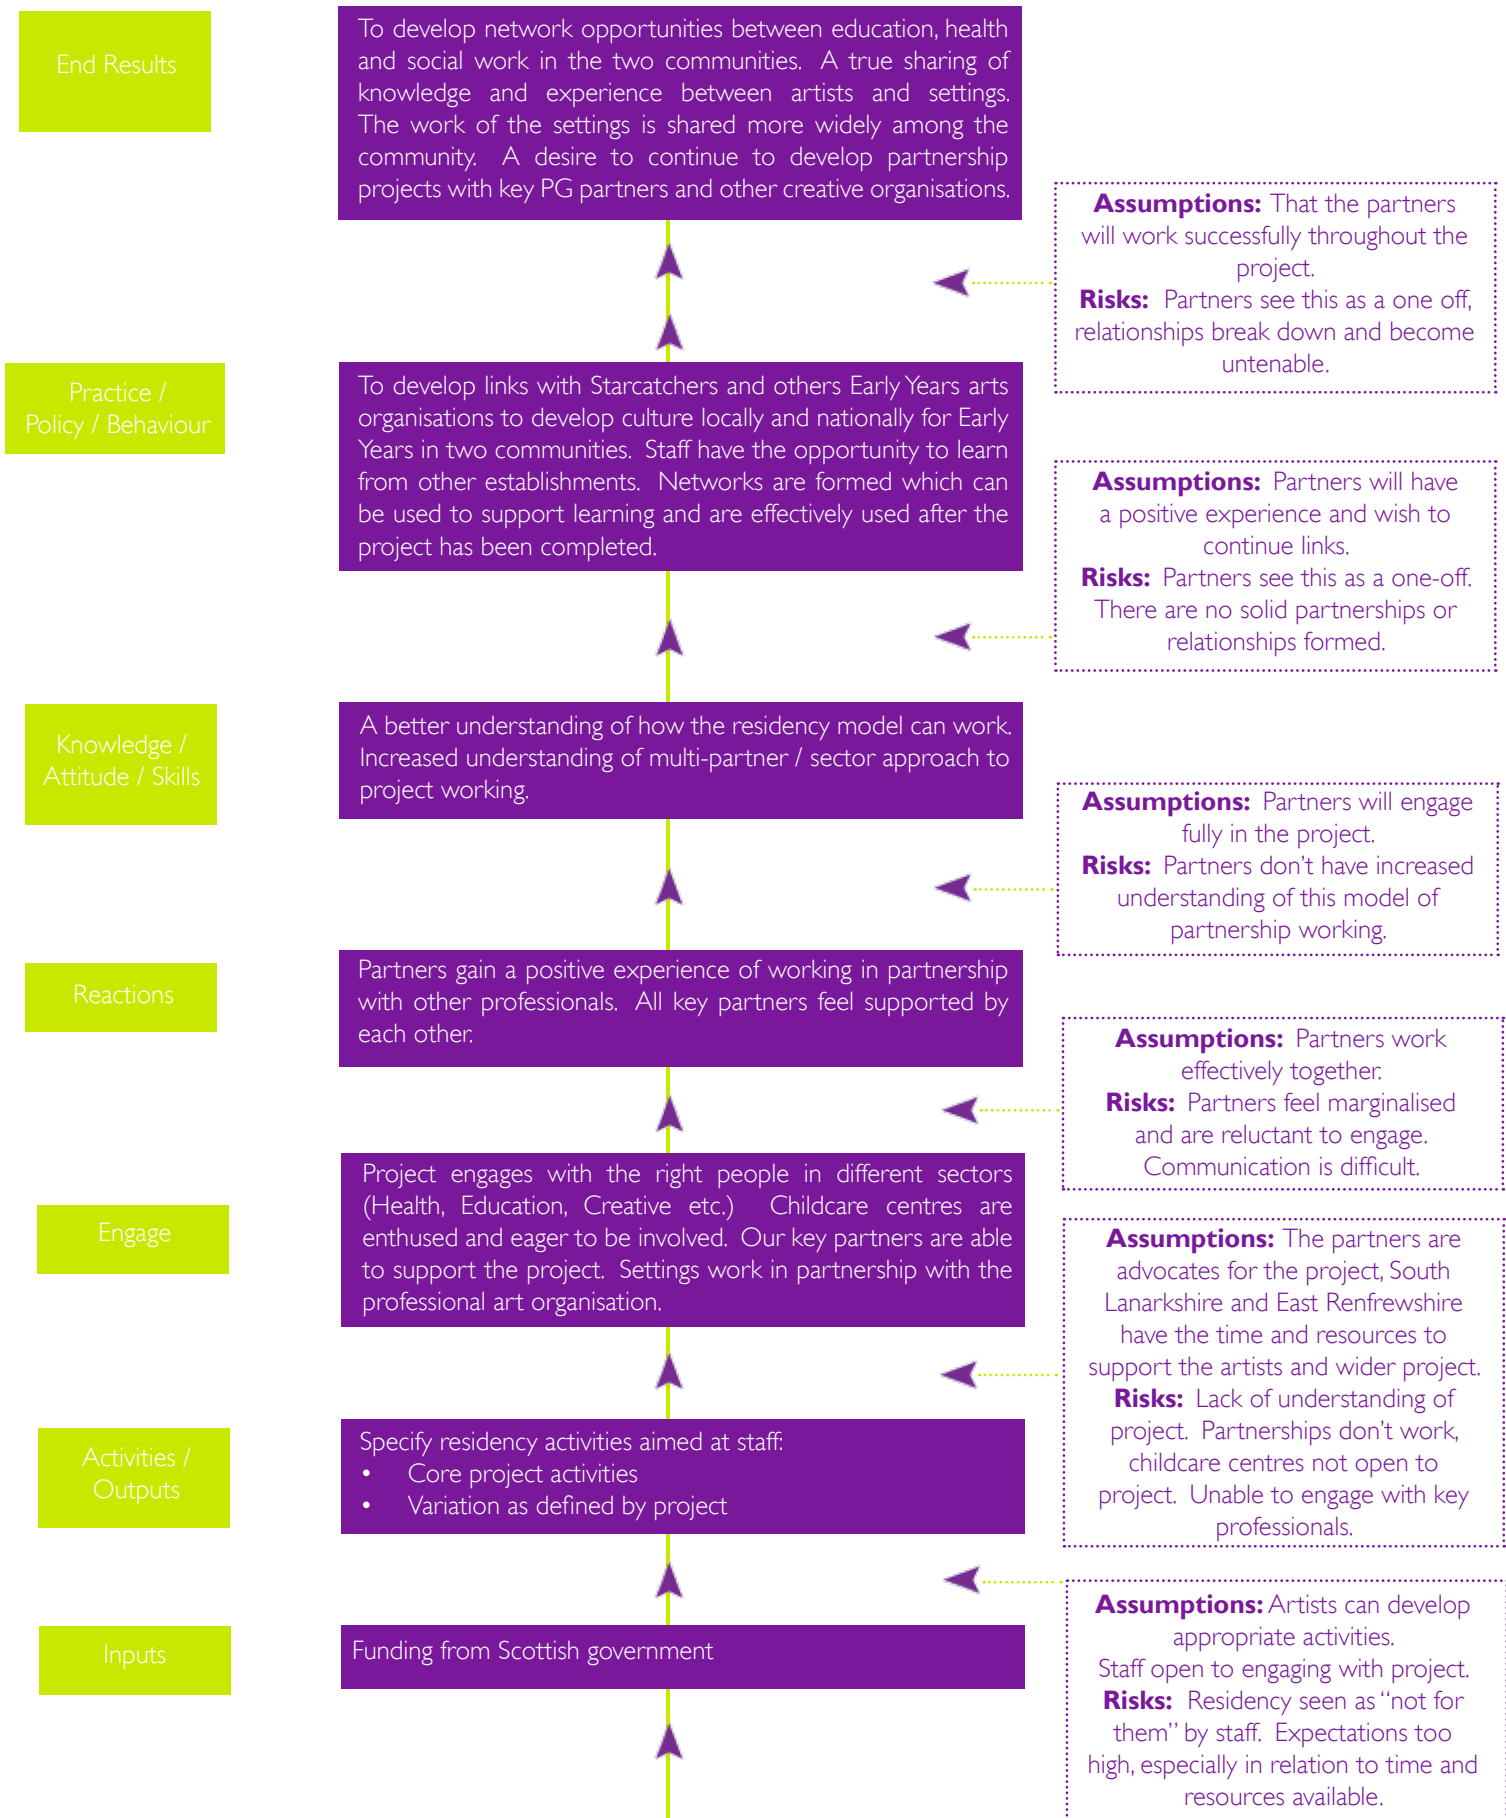 End Results
To develop network opportunities between education, health
and social work in the two communities. A true sharing of
knowledge and experience between artists and settings.
The work of the settings is shared more widely among the
community. A desire to continue to develop partnership
projects with key PG partners and other creative organisations.
Assumptions: That the partners
will work successfully throughout the
project.
Risks: Partners see this as a one off,
relationships break down and become
untenable.
Practice /
Policy / Behaviour
To develop links with Starcatchers and others Early Years arts
organisations to develop culture locally and nationally for Early
Years in two communities. Staff have the opportunity to learn
from other establishments. Networks are formed which can
be used to support learning and are effectively used after the
project has been completed.
Assumptions: Partners will have
a positive experience and wish to
continue links.
Risks: Partners see this as a one-off.
There are no solid partnerships or
relationships formed.
Knowledge /
Attitude / Skills
A better understanding of how the residency model can work.
Increased understanding of multi-partner / sector approach to
project working.
Assumptions: Partners will engage
fully in the project.
Risks: Partners don't have increased
understanding of this model of
partnership working.
Reactions
Partners gain a positive experience of working in partnership
with other professionals. All key partners feel supported by
each other.
Assumptions: Partners work
effectively together.
Risks: Partners feel marginalised
and are reluctant to engage.
Communication is difficult.
Engage
Project engages with the right people in different sectors
(Health, Education, Creative etc.) Childcare centres are
enthused and eager to be involved. Our key partners are able
to support the project. Settings work in partnership with the
professional art organisation.
Assumptions: The partners are
advocates for the project, South
Lanarkshire and East Renfrewshire
have the time and resources to
support the artists and wider project.
Risks: Lack of understanding of
project. Partnerships don't work,
childcare centres not open to
project. Unable to engage with key
professionals.
Activities /
Outputs
Specify residency activities aimed at staff:
• Core project activities
• Variation as defined by project
Assumptions: Artists can develop
appropriate activities.
Staff open to engaging with project.
Risks: Residency seen as “not for
them” by staff. Expectations too
high, especially in relation to time and
resources available.
Inputs
Funding from Scottish government